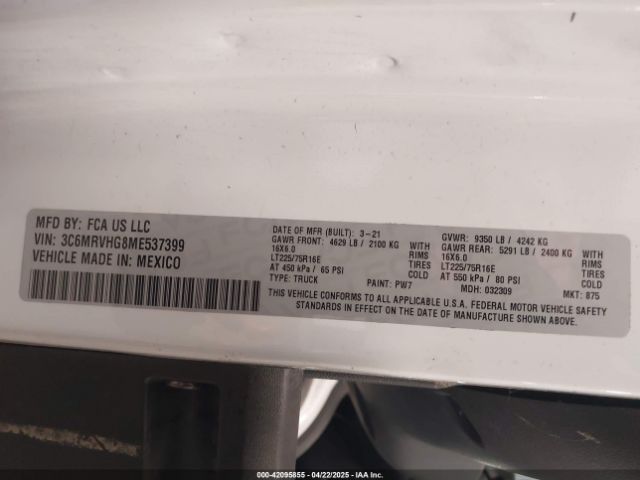 MFD BY: FCA US LLC
VIN: 3C6MRVHG8ME537399
VEHICLE MADE IN: MEXICO
DATE OF MFR (BUILT): 3-21
GAWR FRONT: 4629 LB / 2100 KG WITH
16X6.0 RIMS
LT225/75R16E TIRES
AT 450 kPa / 65 PSI COLD
TYPE: TRUCK PAINT: PW7
GVWR: 9350 LB / 4242 KG
GAWR REAR: 5291 LB / 2400 KG WITH
16X6.0 RIMS
LT225/75R16E TIRES
AT 550 kPa / 80 PSI COLD
MDH: 032309 MKT: 875
THIS VEHICLE CONFORMS TO ALL APPLICABLE U.S.A. FEDERAL MOTOR VEHICLE SAFETY
STANDARDS IN EFFECT ON THE DATE OF MANUFACTURE SHOWN ABOVE.
000-42095855 - 04/22/2025 - IAA Inc.